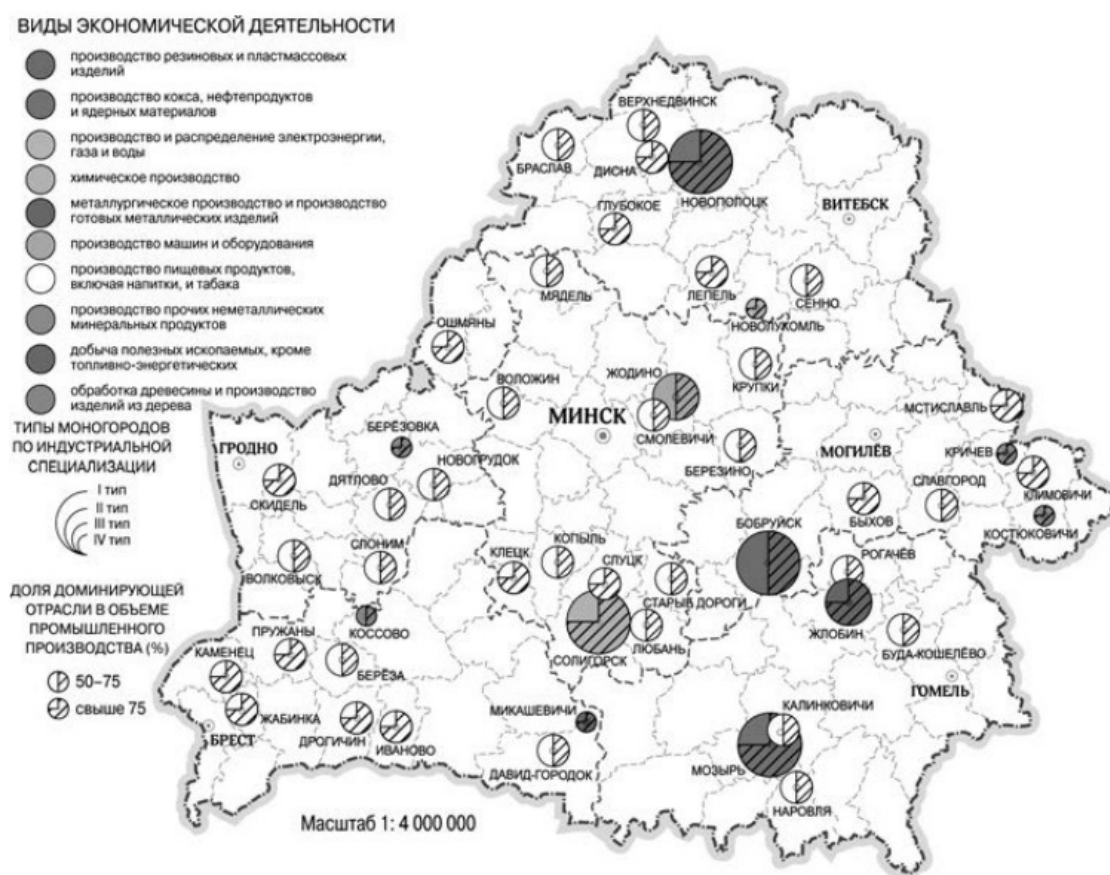 ВИДЫ ЭКОНОМИЧЕСКОЙ ДЕЯТЕЛЬНОСТИ
производство резиновых и пластмассовых
изделий
производство кокса, нефтепродуктов
и ядерных материалов
производство и распределение электроэнергии,
газа и воды
химическое производство
металлургическое производство и производство
готовых металлических изделий
производство машин и оборудования
производство пищевых продуктов,
включая напитки, и табака
производство прочих неметаллических
минеральных продуктов
добыча полезных ископаемых, кроме
топливно-энергетических
обработка древесины и производство
изделий из дерева
ТИПЫ МОНОГОРОДОВ
ПО ИНДУСТРИАЛЬНОЙ
СПЕЦИАЛИЗАЦИИ
I тип
II тип
III тип
IV тип
ДОЛЯ ДОМИНИРУЮЩЕЙ
ОТРАСЛИ В ОБЪЕМЕ
ПРОМЫШЛЕННОГО
ПРОИЗВОДСТВА (%)
50–75
свыше 75
ВЕРХНЕДВИНСК
БРАСЛАВ
ДИСНА
НОВОПОЛОЦК
ГЛУБОКОЕ
ВИТЕБСК
МЯДЕЛЬ
ЛЕПЕЛЬ
СЕННО
НОВОЛУКОМЛЬ
ОШМЯНЫ
ВОЛОЖИН
ЖОДИНО
КРУПКИ
МИНСК
СМОЛЕВИЧИ
МСТИСЛАВЛЬ
БЕРЁЗОВКА
ГРОДНО
НОВОГРУДОК
БЕРЕЗИНО
МОГИЛЁВ
КРИЧЕВ
ДЯТЛОВО
СЛАВГОРОД
КЛИМОВИЧИ
СКИДЕЛЬ
БЫХОВ
КОСТЮКОВИЧИ
БОБРУЙСК
СЛОНИМ
КЛЕЦК
КОПЫЛЬ
СЛУЦК
РОГАЧЁВ
ВОЛКОВЫСК
СТАРЫВ ДОРОГИ
КОССОВО
ЖЛОБИН
ПРУЖАНЫ
ЛЮБАНЬ
БУДА-КОШЕЛЁВО
КАМЕНЕЦ
БЕРЁЗА
СОЛИГОРСК
ГОМЕЛЬ
ЖАБИНКА
МИКАШЕВИЧИ
КАЛИНКОВИЧИ
БРЕСТ
ДРОГИЧИН
ИВАНОВО
МОЗЫРЬ
ДАВИД-ГОРОДОК
НАРОВЛЯ
Масштаб 1: 4 000 000